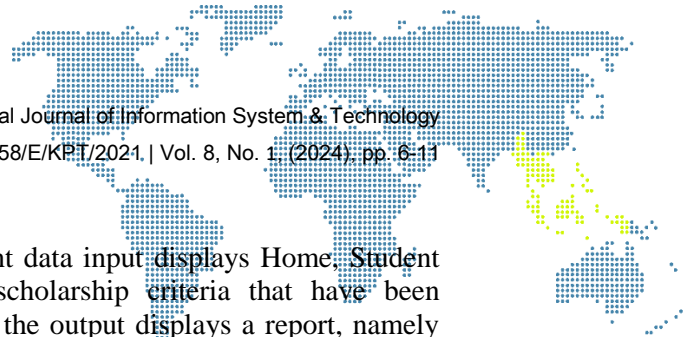 al Journal of Information System & Technology
58/E/KPT/2021 | Vol. 8, No. 1, (2024), pp. 6-11
nt data input displays Home, Student
scholarship criteria that have been
the output displays a report, namely